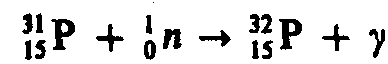 ³¹₁₅P + ¹₀n → ³²₁₅P + γ